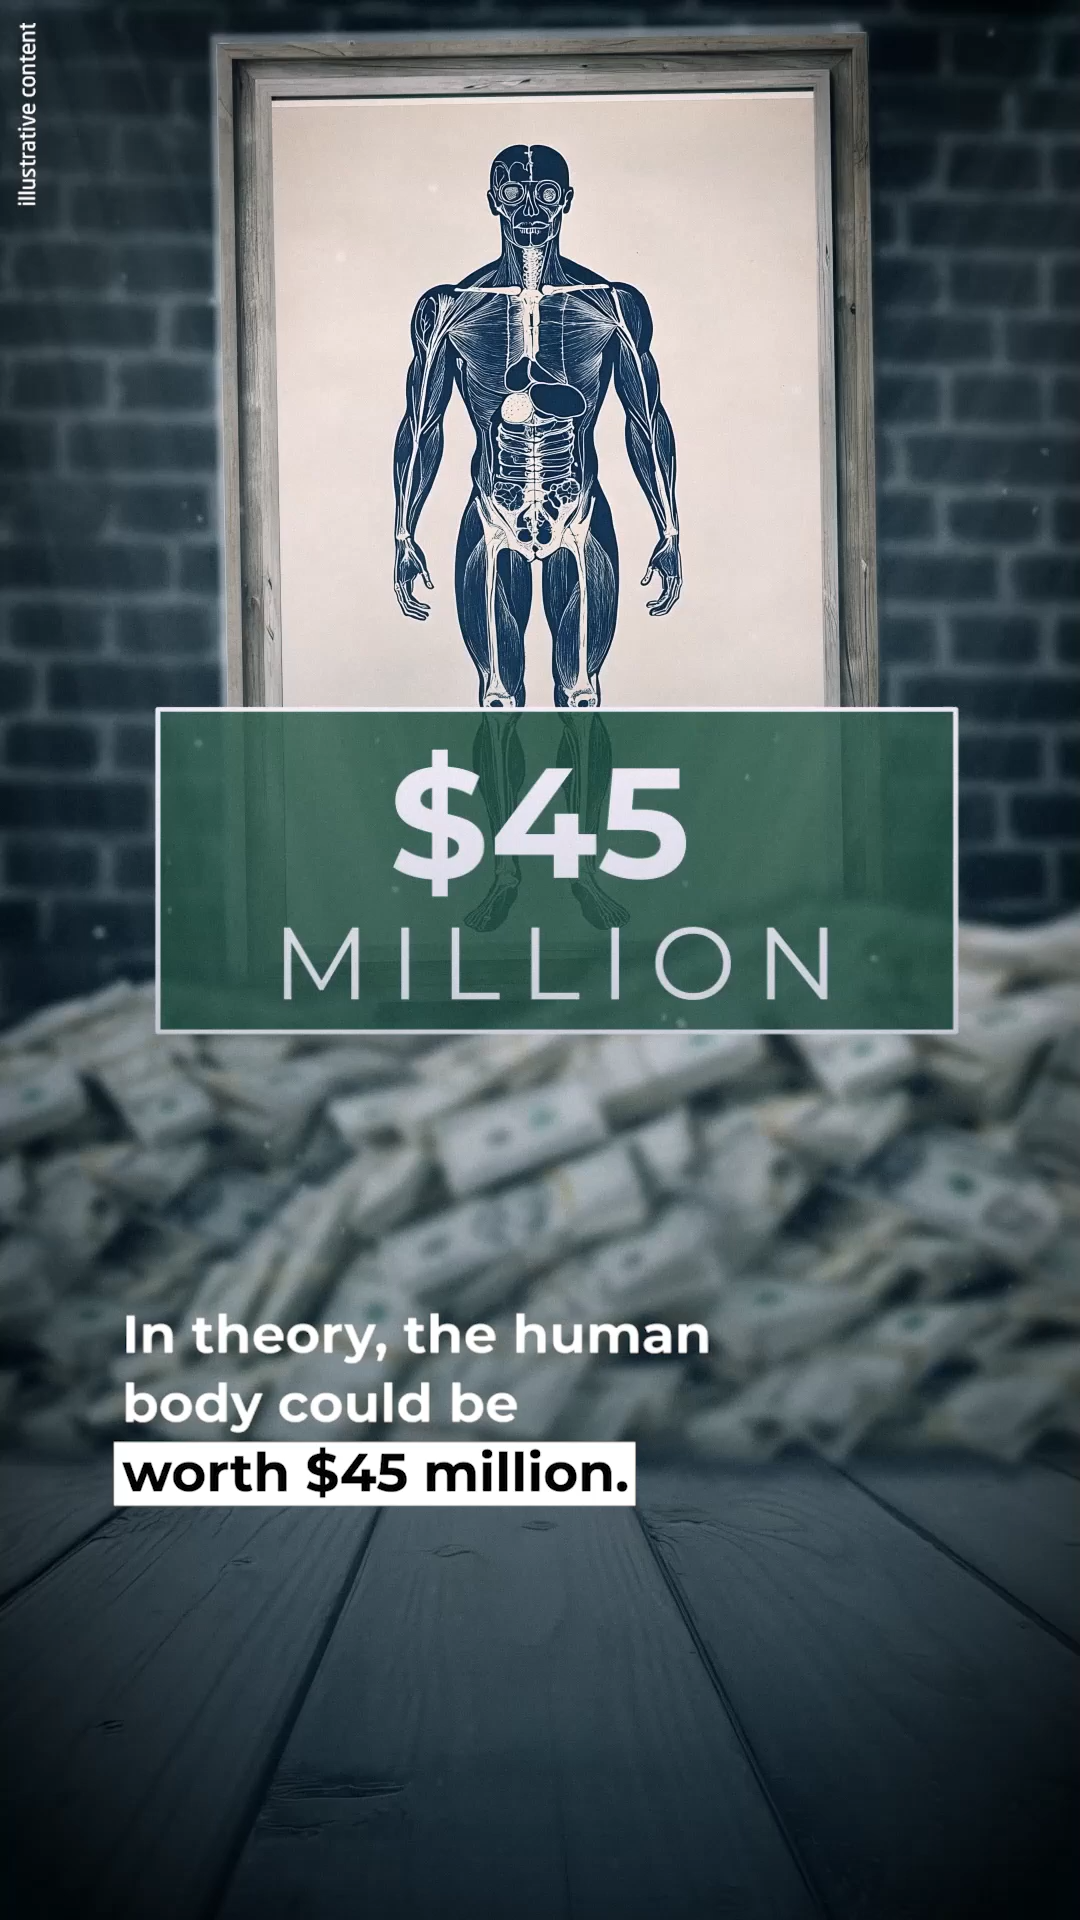 illustrative content
$45
MILLION
In theory, the human
body could be
worth $45 million.